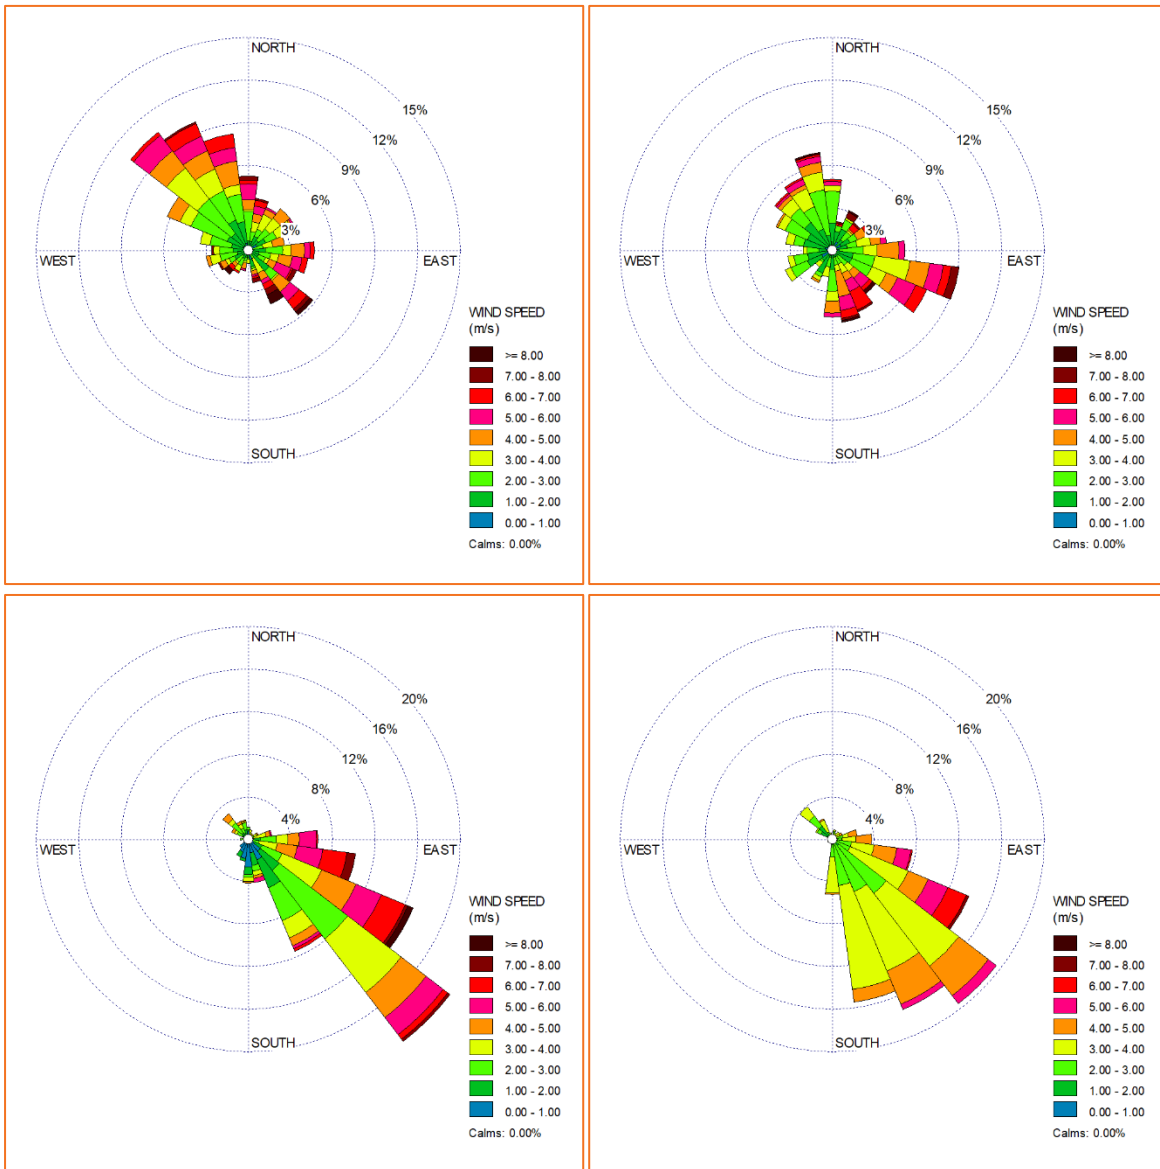 NORTH
15%
12%
9%
6%
3%
WEST
EAST
SOUTH
WIND SPEED
(m/s)
>= 8.00
7.00 - 8.00
6.00 - 7.00
5.00 - 6.00
4.00 - 5.00
3.00 - 4.00
2.00 - 3.00
1.00 - 2.00
0.00 - 1.00
Calms: 0.00%
NORTH
15%
12%
9%
6%
3%
WEST
EAST
SOUTH
WIND SPEED
(m/s)
>= 8.00
7.00 - 8.00
6.00 - 7.00
5.00 - 6.00
4.00 - 5.00
3.00 - 4.00
2.00 - 3.00
1.00 - 2.00
0.00 - 1.00
Calms: 0.00%
NORTH
20%
16%
12%
8%
4%
WEST
EAST
SOUTH
WIND SPEED
(m/s)
>= 8.00
7.00 - 8.00
6.00 - 7.00
5.00 - 6.00
4.00 - 5.00
3.00 - 4.00
2.00 - 3.00
1.00 - 2.00
0.00 - 1.00
Calms: 0.00%
NORTH
20%
16%
12%
8%
4%
WEST
EAST
SOUTH
WIND SPEED
(m/s)
>= 8.00
7.00 - 8.00
6.00 - 7.00
5.00 - 6.00
4.00 - 5.00
3.00 - 4.00
2.00 - 3.00
1.00 - 2.00
0.00 - 1.00
Calms: 0.00%